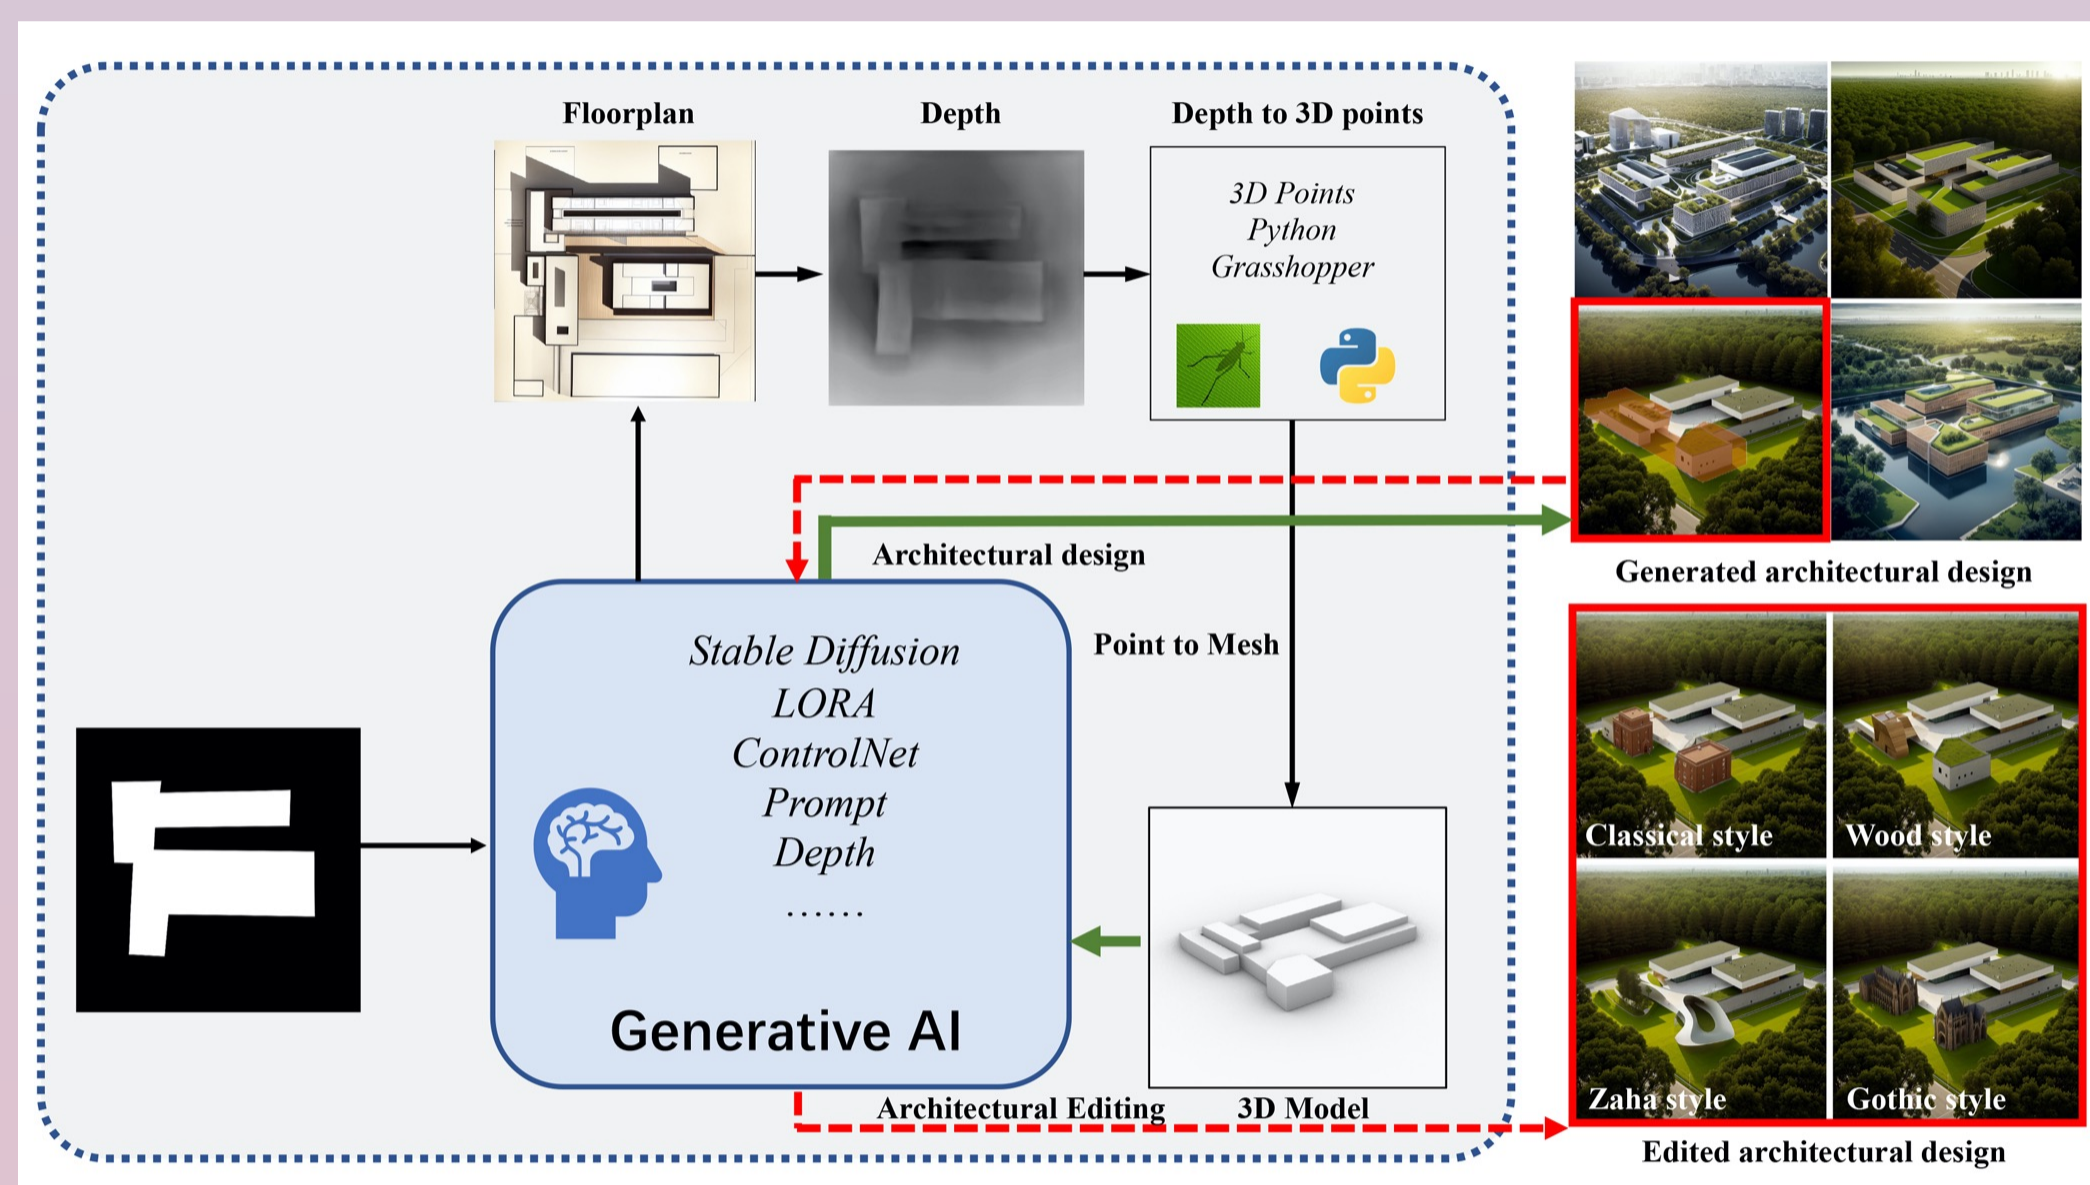 Floorplan
Depth
Depth to 3D points
3D Points
Python
Grasshopper
Architectural design
Generated architectural design
Point to Mesh
Stable Diffusion
LORA
ControlNet
Prompt
Depth
......
Generative AI
Classical style
Wood style
Zaha style
Gothic style
Architectural Editing
3D Model
Edited architectural design